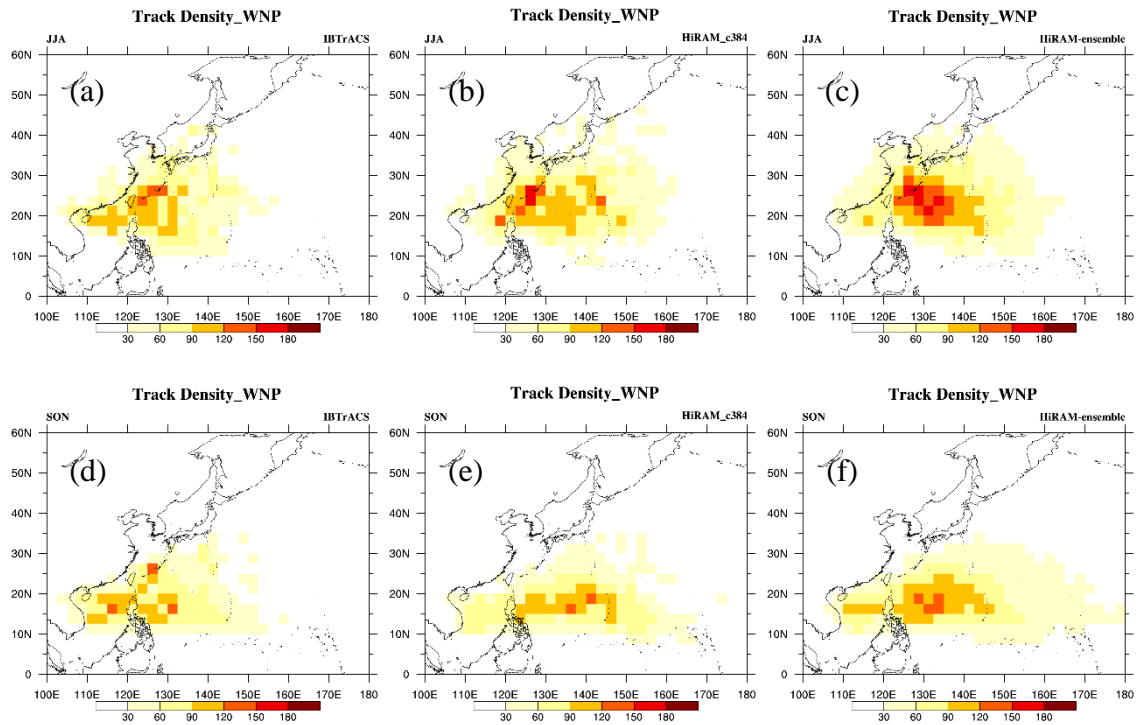 Track Density_WNP
JJA IBTrACS
(a)
60N
50N
40N
30N
20N
10N
0
100E 110E 120E 130E 140E 150E 160E 170E 180
30 60 90 120 150 180
Track Density_WNP
JJA HiRAM_c384
(b)
60N
50N
40N
30N
20N
10N
0
100E 110E 120E 130E 140E 150E 160E 170E 180
30 60 90 120 150 180
Track Density_WNP
JJA HiRAM-ensemble
(c)
60N
50N
40N
30N
20N
10N
0
100E 110E 120E 130E 140E 150E 160E 170E 180
30 60 90 120 150 180
Track Density_WNP
SON IBTrACS
(d)
60N
50N
40N
30N
20N
10N
0
100E 110E 120E 130E 140E 150E 160E 170E 180
30 60 90 120 150 180
Track Density_WNP
SON HiRAM_c384
(e)
60N
50N
40N
30N
20N
10N
0
100E 110E 120E 130E 140E 150E 160E 170E 180
30 60 90 120 150 180
Track Density_WNP
SON HiRAM-ensemble
(f)
60N
50N
40N
30N
20N
10N
0
100E 110E 120E 130E 140E 150E 160E 170E 180
30 60 90 120 150 180